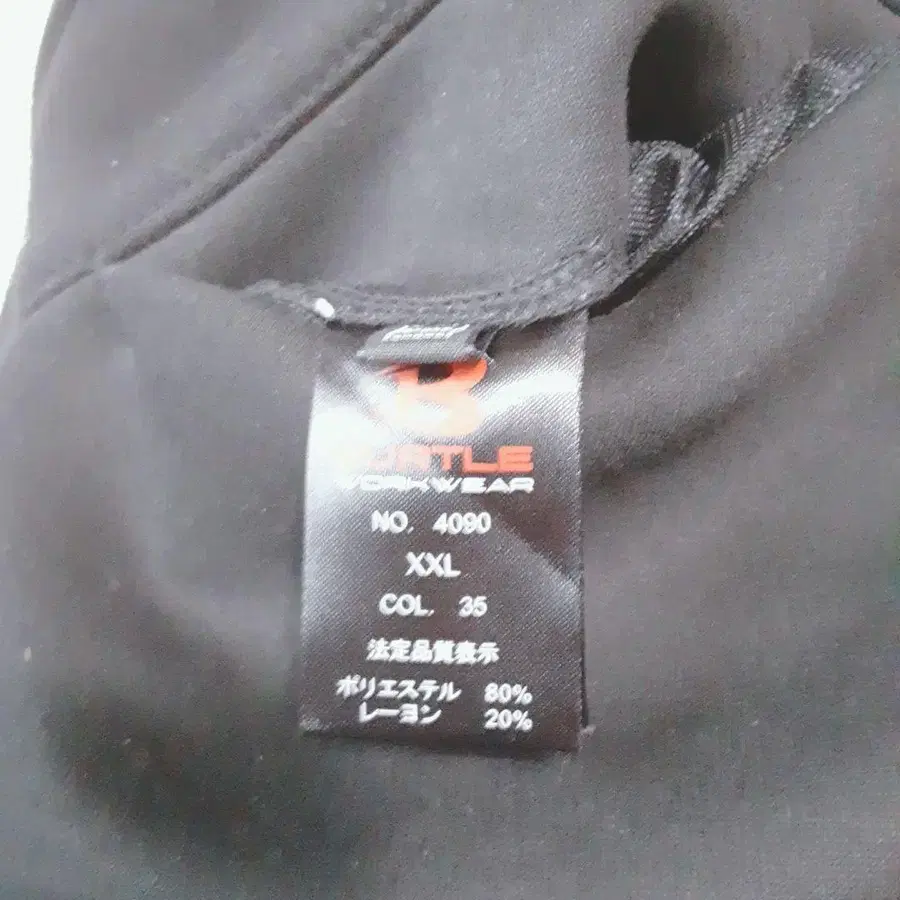 B
BURTLE
WORKWEAR
NO. 4090
XXL
COL. 35
法定品質表示
ポリエステル 80%
レーヨン 20%